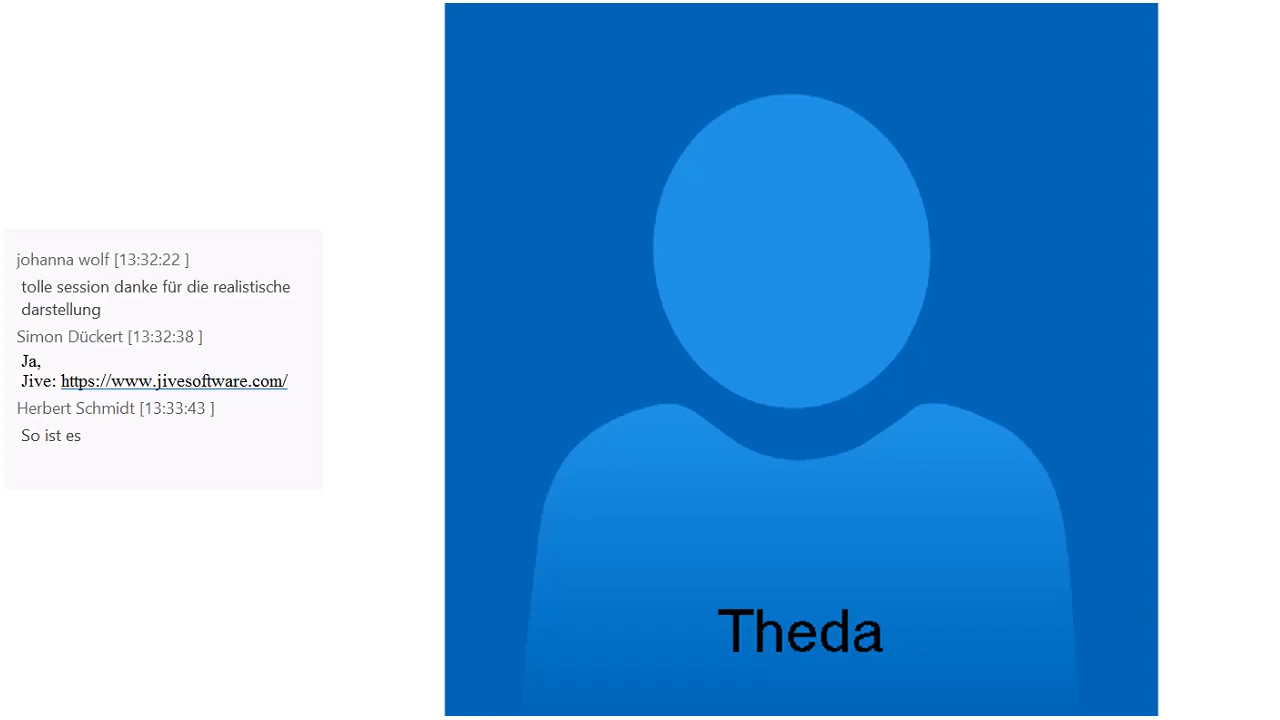 johanna wolf [13:32:22 ]
tolle session danke für die realistische
darstellung
Simon Dückert [13:32:38 ]
Ja,
Jive: https://www.jivesoftware.com/
Herbert Schmidt [13:33:43 ]
So ist es
Theda